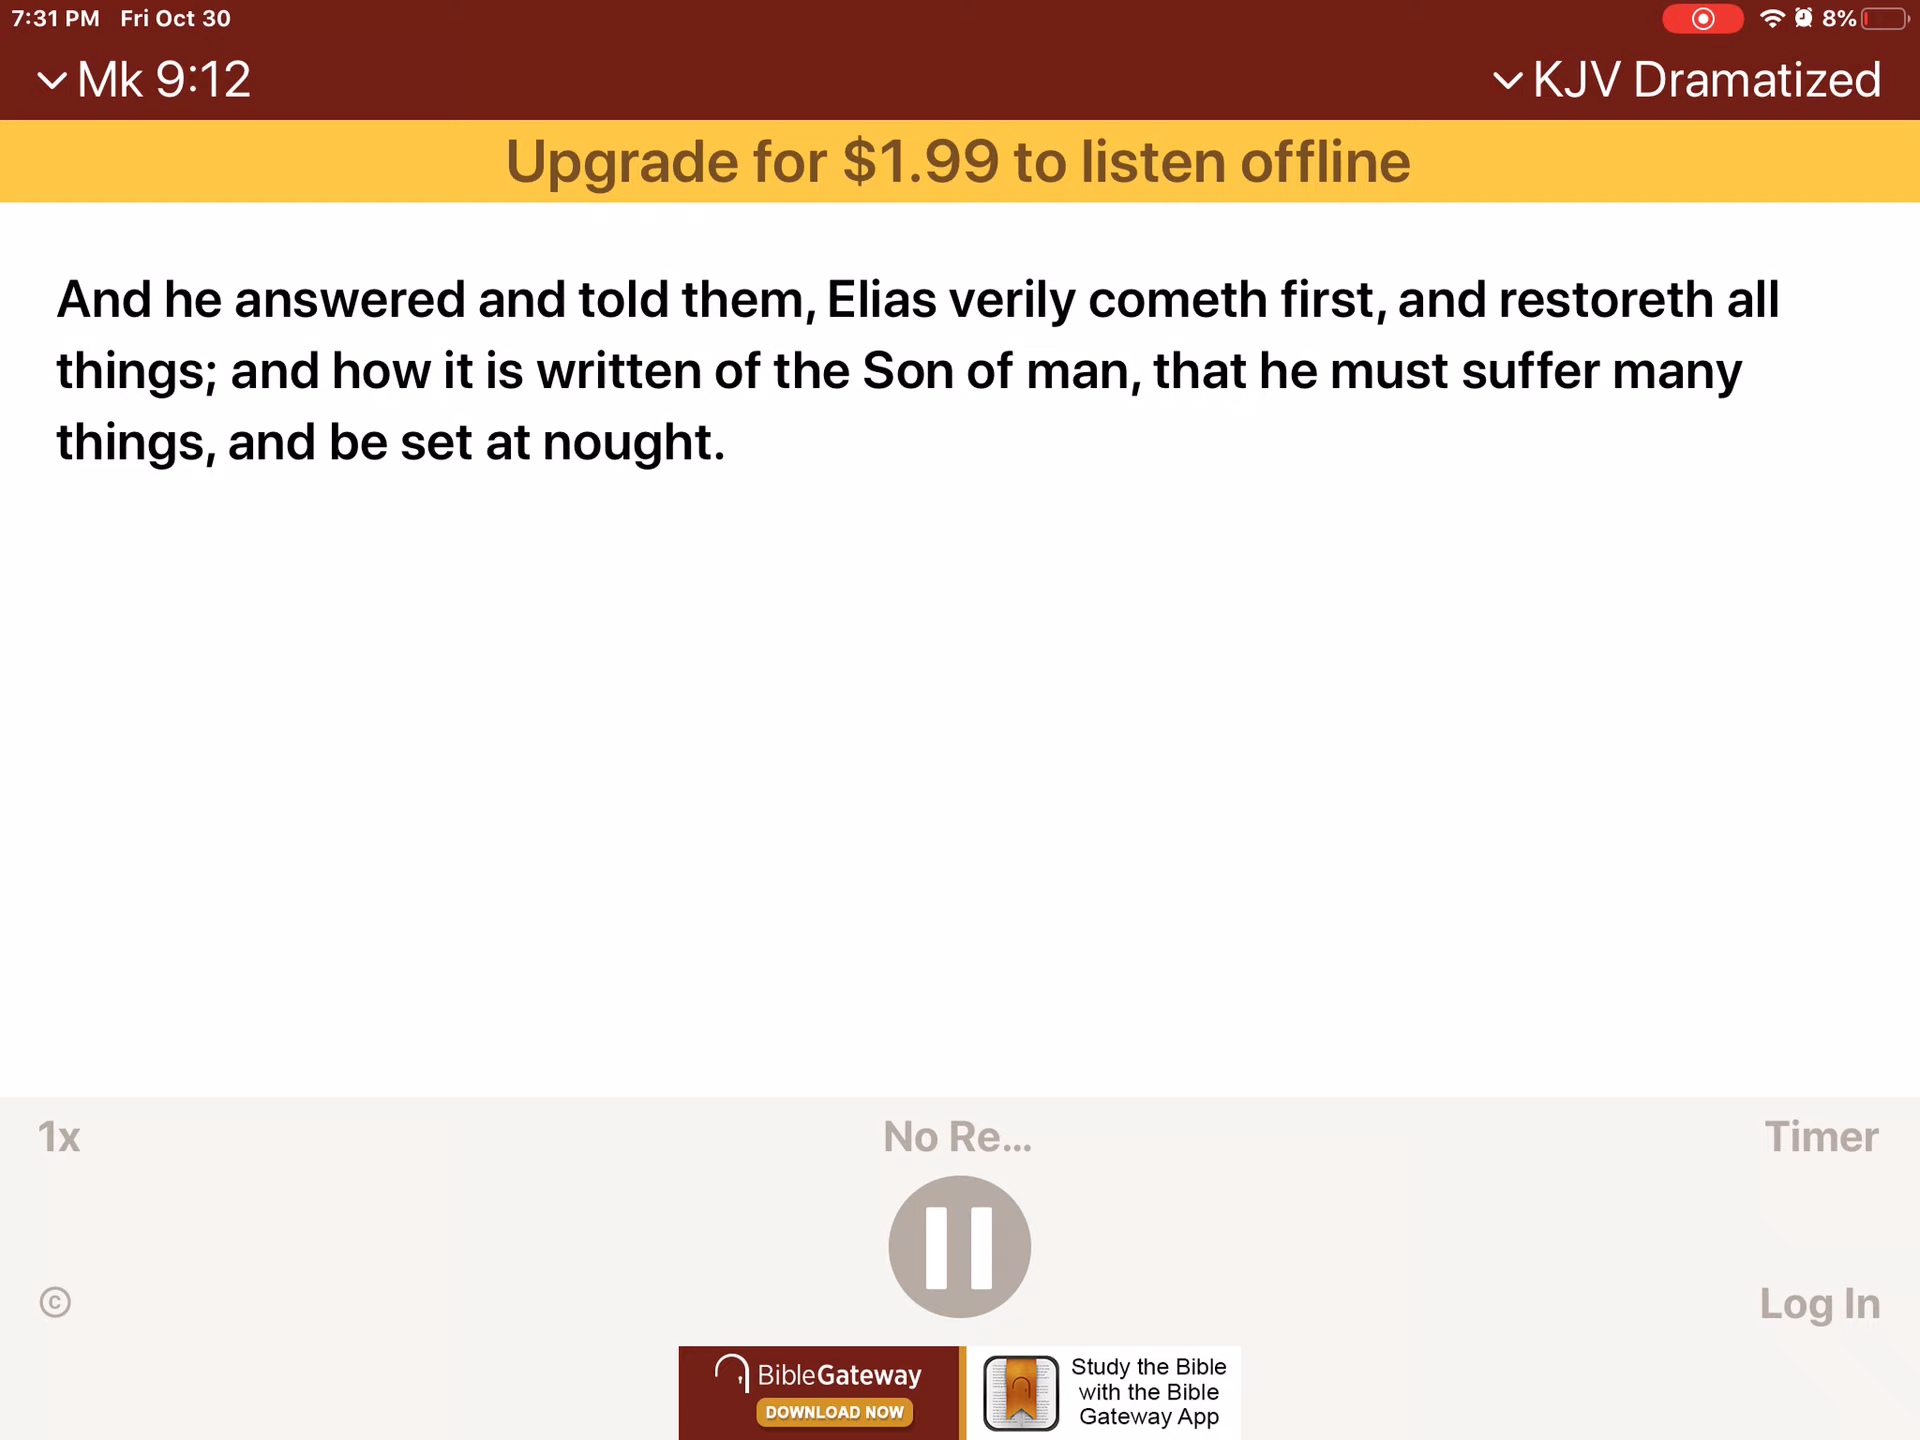 7:31 PM Fri Oct 30 8%
Mk 9:12 KJV Dramatized
Upgrade for $1.99 to listen offline
And he answered and told them, Elias verily cometh first, and restoreth all
things; and how it is written of the Son of man, that he must suffer many
things, and be set at nought.
1x No Re... Timer
© Log In
BibleGateway
DOWNLOAD NOW
Study the Bible
with the Bible
Gateway App